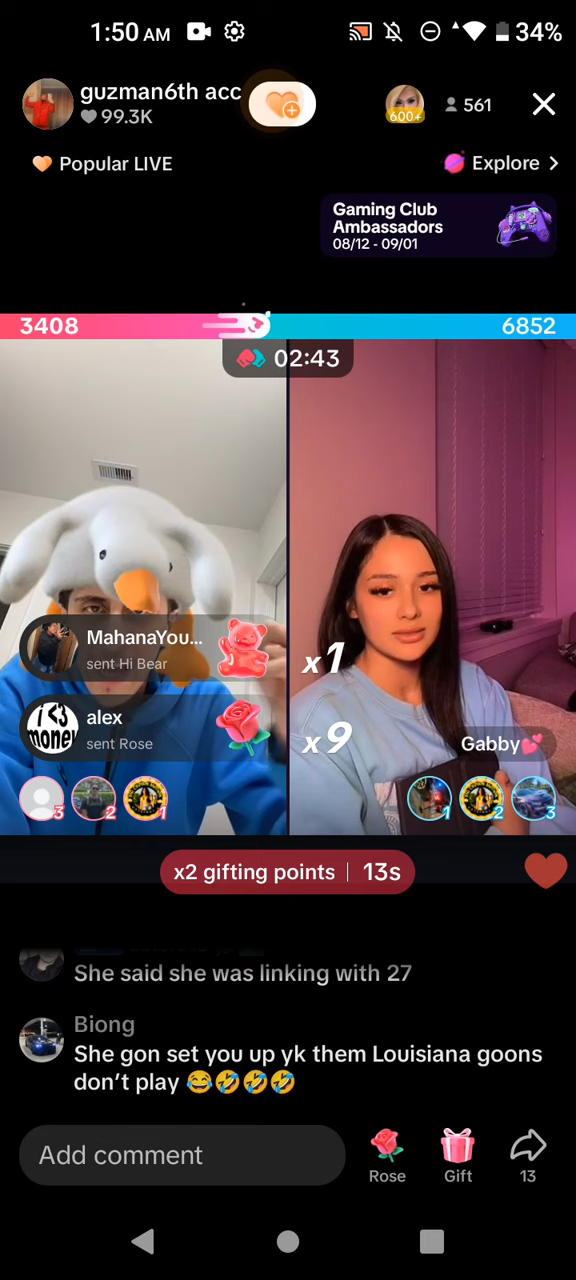 1:50 AM
34%
guzman6th acc
99.3K
600+
561
Popular LIVE
Explore >
Gaming Club
Ambassadors
08/12 - 09/01
3408
6852
02:43
MahanaYou...
sent Hi Bear
x1
alex
sent Rose
x9
I <3
money
Gabby💕
3
2
1
1
2
3
x2 gifting points | 13s
She said she was linking with 27
Biong
She gon set you up yk them Louisiana goons
don't play 😂🤣🤣🤣
Add comment
Rose
Gift
13